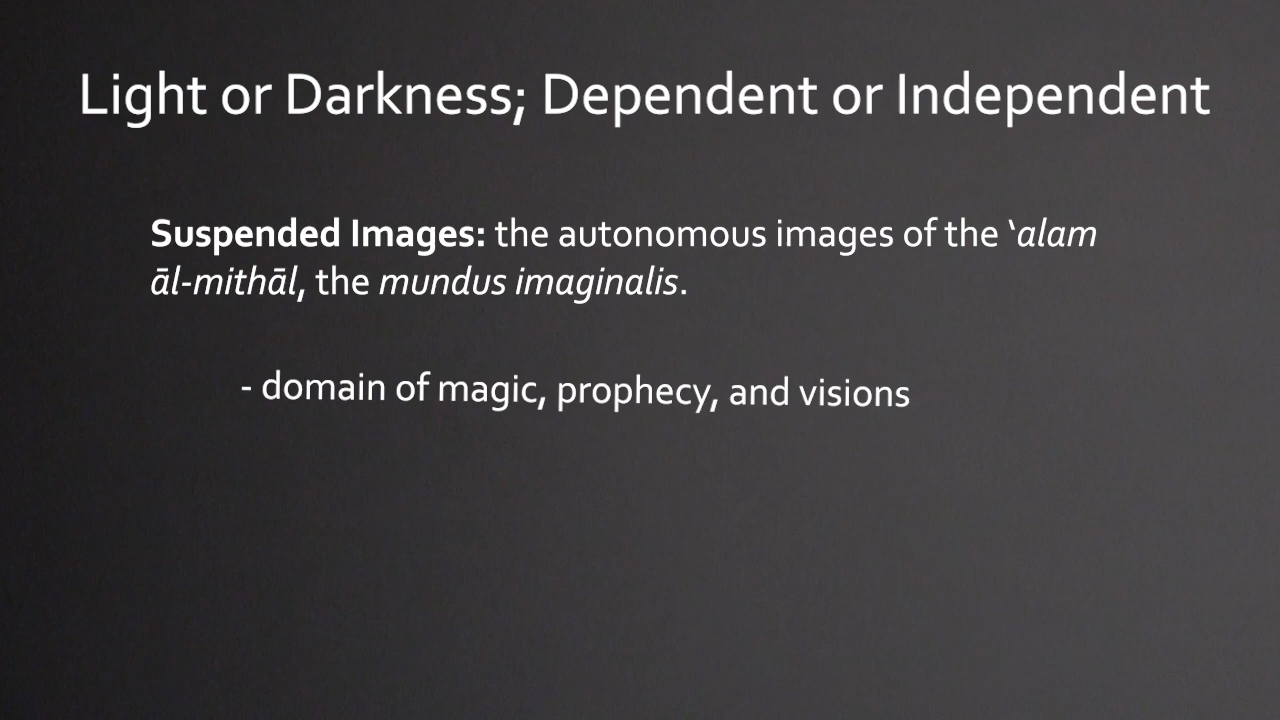 Light or Darkness; Dependent or Independent
Suspended Images: the autonomous images of the ‘alam
āl-mithāl, the mundus imaginalis.
- domain of magic, prophecy, and visions